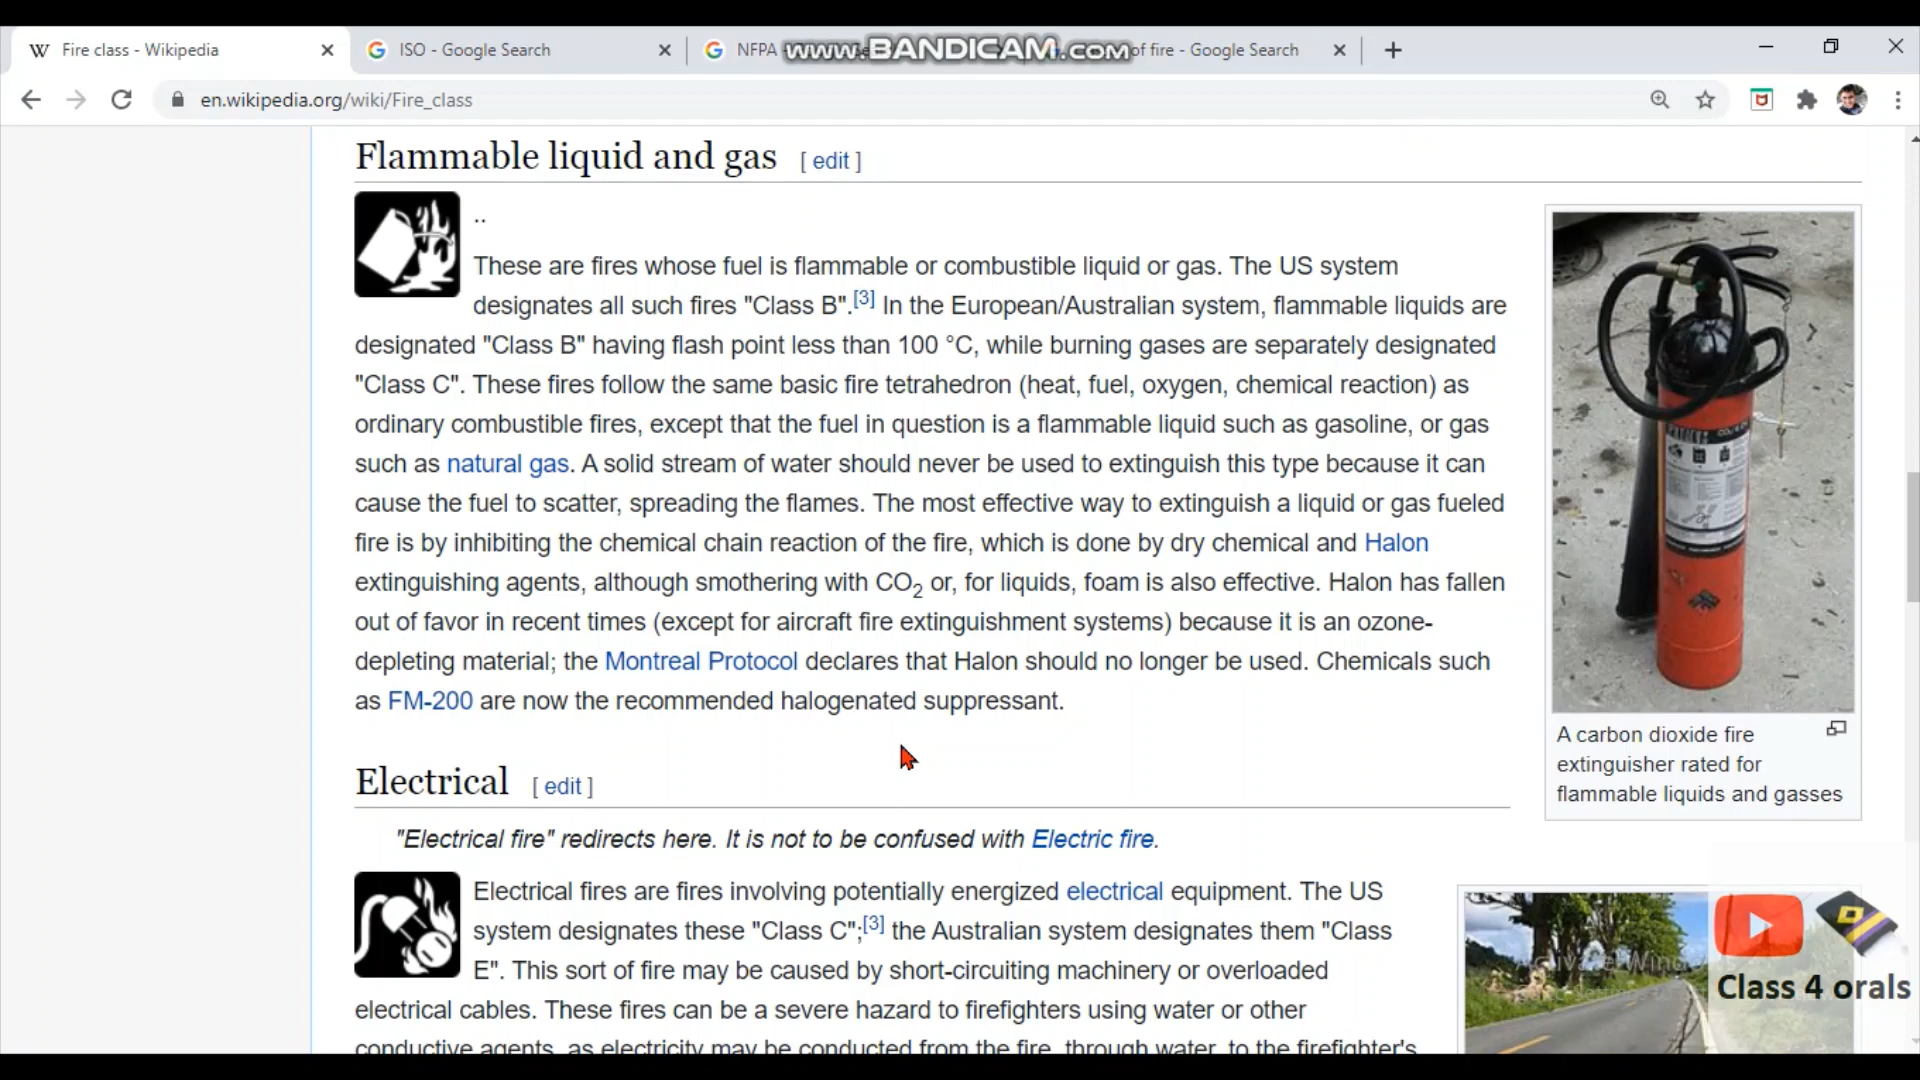 Fire class - Wikipedia
ISO - Google Search
NFPA
www.BANDICAM.com
of fire - Google Search
en.wikipedia.org/wiki/Fire_class
Flammable liquid and gas [ edit ]
..
These are fires whose fuel is flammable or combustible liquid or gas. The US system
designates all such fires "Class B".[3] In the European/Australian system, flammable liquids are
designated "Class B" having flash point less than 100 °C, while burning gases are separately designated
"Class C". These fires follow the same basic fire tetrahedron (heat, fuel, oxygen, chemical reaction) as
ordinary combustible fires, except that the fuel in question is a flammable liquid such as gasoline, or gas
such as natural gas. A solid stream of water should never be used to extinguish this type because it can
cause the fuel to scatter, spreading the flames. The most effective way to extinguish a liquid or gas fueled
fire is by inhibiting the chemical chain reaction of the fire, which is done by dry chemical and Halon
extinguishing agents, although smothering with CO2 or, for liquids, foam is also effective. Halon has fallen
out of favor in recent times (except for aircraft fire extinguishment systems) because it is an ozone-
depleting material; the Montreal Protocol declares that Halon should no longer be used. Chemicals such
as FM-200 are now the recommended halogenated suppressant.
A carbon dioxide fire
extinguisher rated for
flammable liquids and gasses
Electrical [ edit ]
"Electrical fire" redirects here. It is not to be confused with Electric fire.
Electrical fires are fires involving potentially energized electrical equipment. The US
system designates these "Class C";[3] the Australian system designates them "Class
E". This sort of fire may be caused by short-circuiting machinery or overloaded
electrical cables. These fires can be a severe hazard to firefighters using water or other
conductive agents, as electricity may be conducted from the fire, through water, to the firefighter's
Class 4 orals